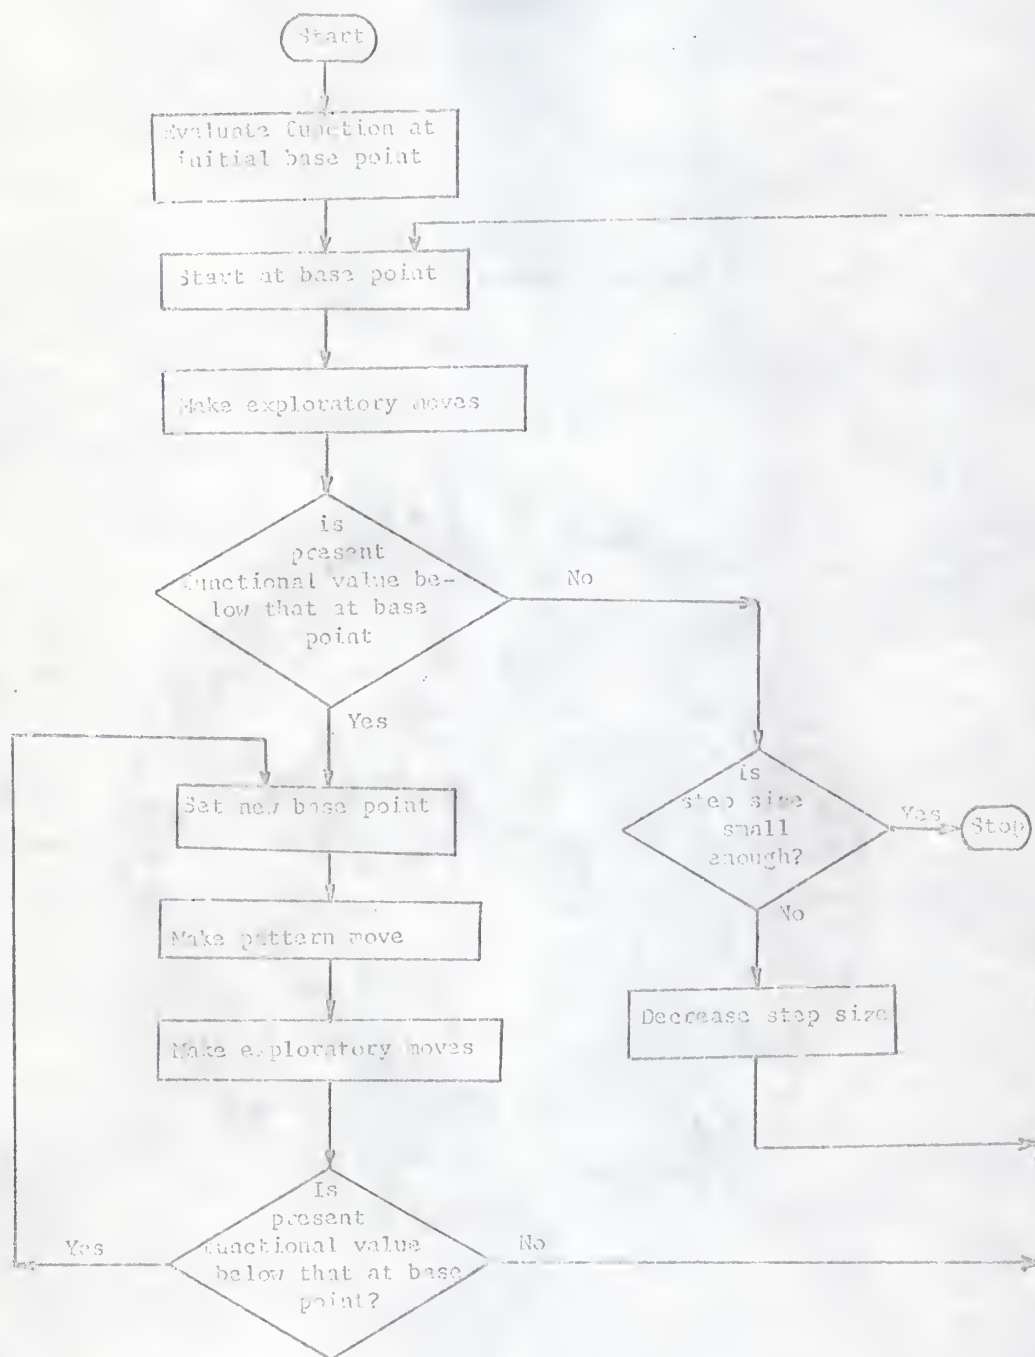 Start
Evaluate function at
initial base point
Start at base point
Make exploratory moves
is
present
functional value be-
low that at base
point
No
Yes
Set new base point
Is
step size
small
enough?
Yes
Stop
No
Make pattern move
Decrease step size
Make exploratory moves
Is
present
functional value
below that at base
point?
Yes
No